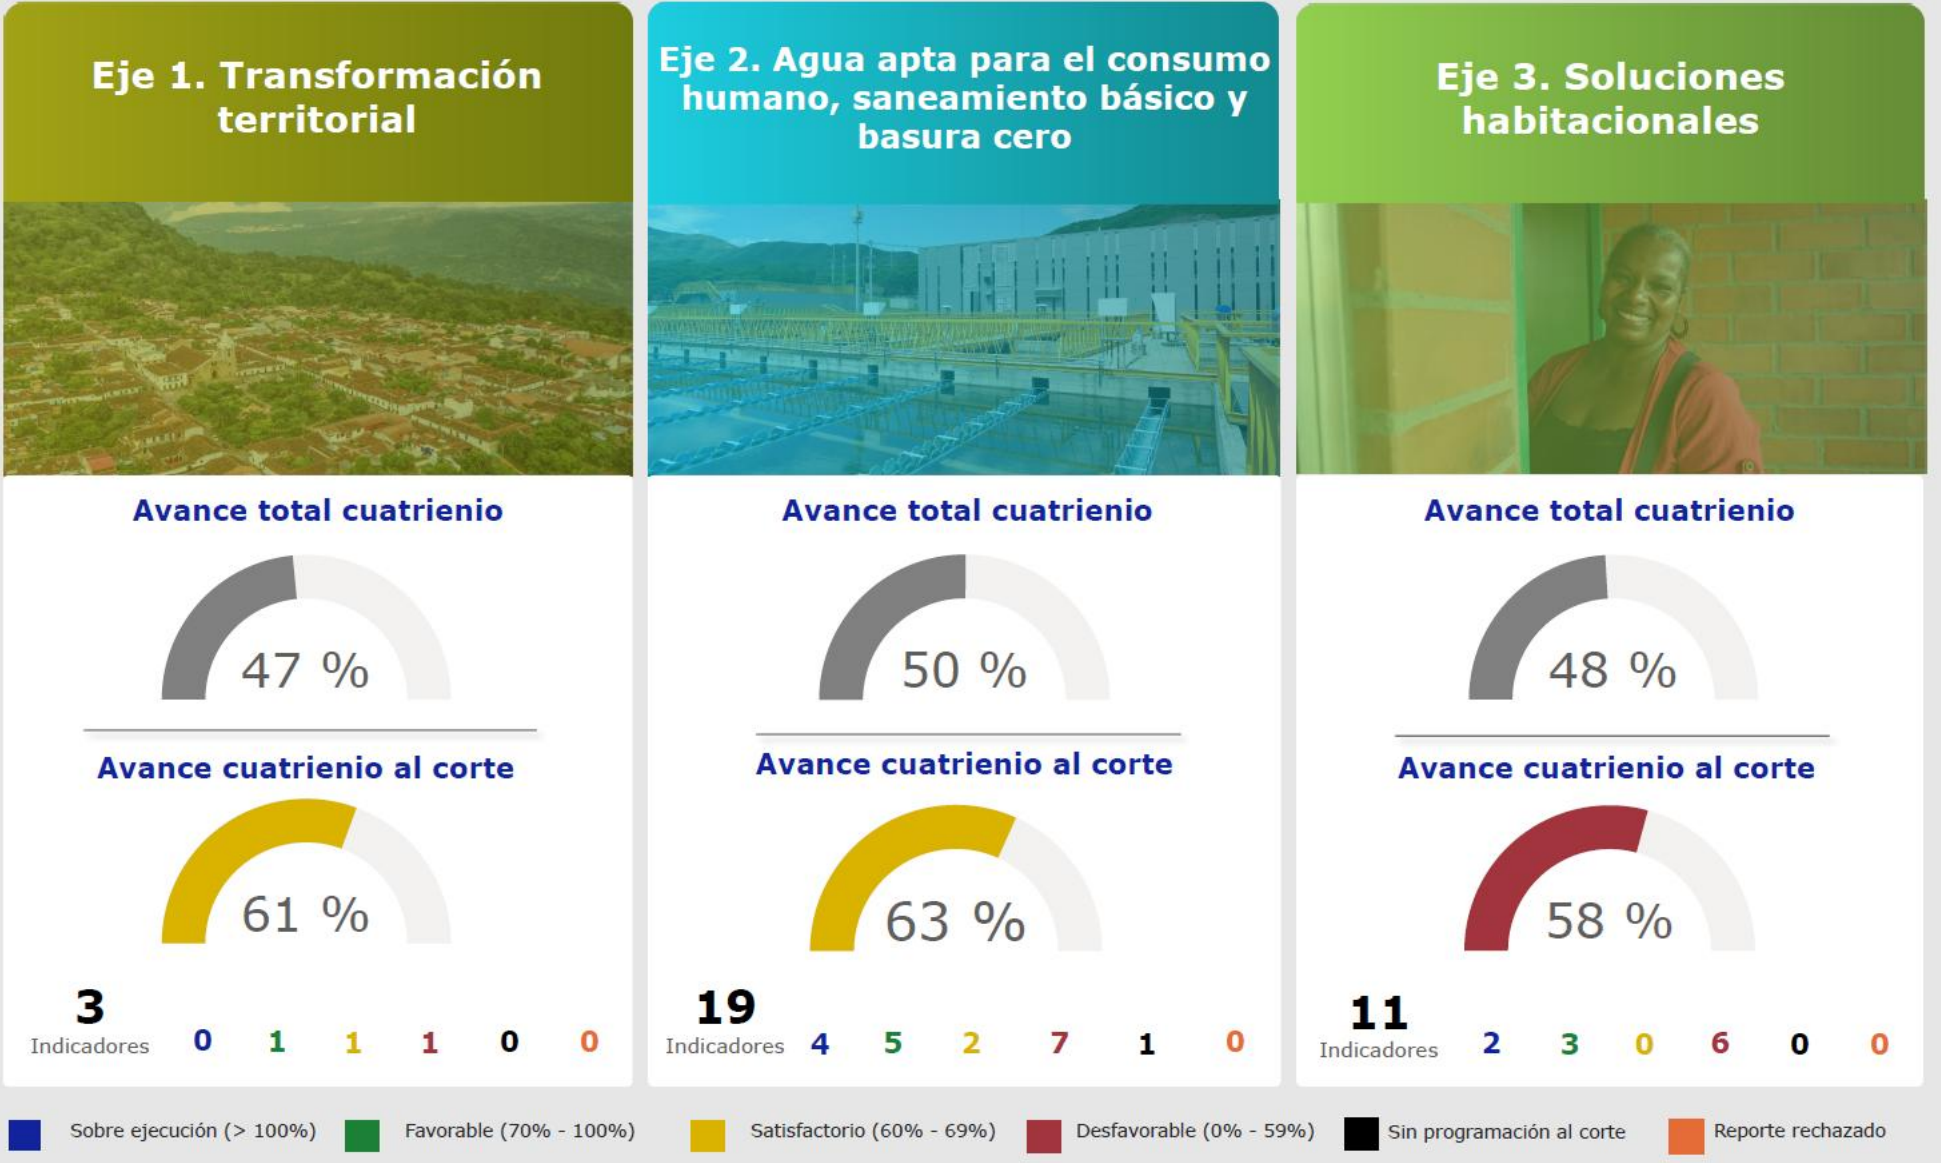 Eje 1. Transformación
territorial
Avance total cuatrienio
47 %
Avance cuatrienio al corte
61 %
3
Indicadores 0 1 1 1 0 0
Eje 2. Agua apta para el consumo
humano, saneamiento básico y
basura cero
Avance total cuatrienio
50 %
Avance cuatrienio al corte
63 %
19
Indicadores 4 5 2 7 1 0
Eje 3. Soluciones
habitacionales
Avance total cuatrienio
48 %
Avance cuatrienio al corte
58 %
11
Indicadores 2 3 0 6 0 0
Sobre ejecución (> 100%) Favorable (70% - 100%) Satisfactorio (60% - 69%) Desfavorable (0% - 59%) Sin programación al corte Reporte rechazado